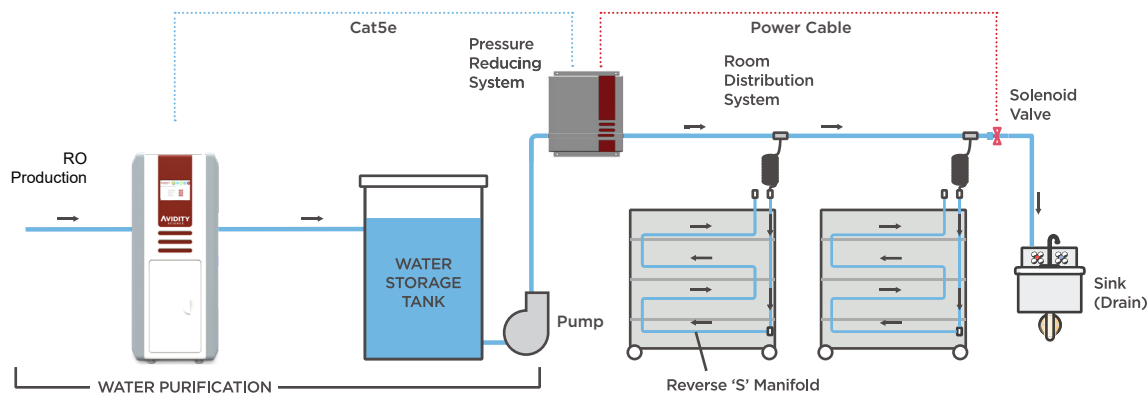 Cat5e
Power Cable
Pressure
Reducing
System
Room
Distribution
System
Solenoid
Valve
RO
Production
AVIDITY
WATER
STORAGE
TANK
Pump
Sink
(Drain)
WATER PURIFICATION
Reverse 'S' Manifold